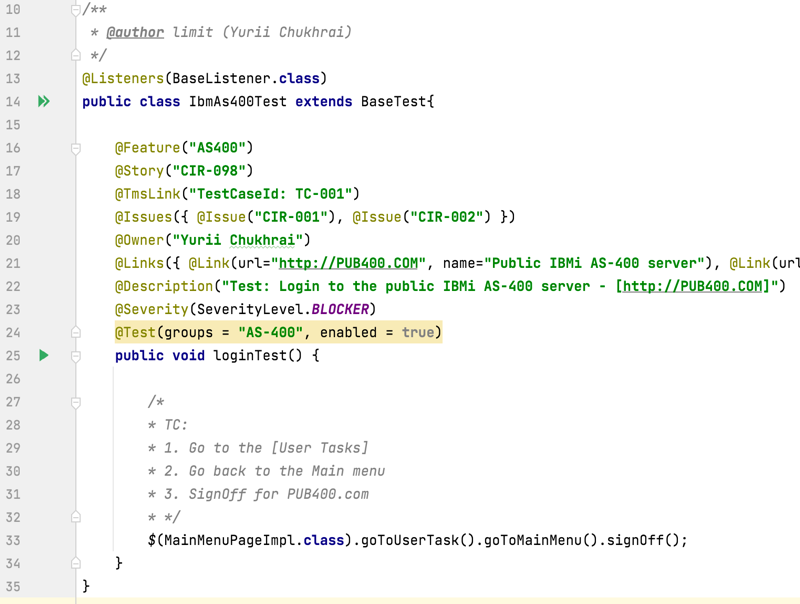 10 /**
11 * @author limit (Yurii Chukhrai)
12 */
13 @Listeners(BaseListener.class)
14 public class IbmAs400Test extends BaseTest{
15
16 @Feature("AS400")
17 @Story("CIR-098")
18 @TmsLink("TestCaseId: TC-001")
19 @Issues({ @Issue("CIR-001"), @Issue("CIR-002") })
20 @Owner("Yurii Chukhrai")
21 @Links({ @Link(url="http://PUB400.COM", name="Public IBMi AS-400 server"), @Link(url
22 @Description("Test: Login to the public IBMi AS-400 server - [http://PUB400.COM]")
23 @Severity(SeverityLevel.BLOCKER)
24 @Test(groups = "AS-400", enabled = true)
25 public void loginTest() {
26
27 /*
28 * TC:
29 * 1. Go to the [User Tasks]
30 * 2. Go back to the Main menu
31 * 3. SignOff for PUB400.com
32 * */
33 $(MainMenuPageImpl.class).goToUserTask().goToMainMenu().signOff();
34 }
35 }